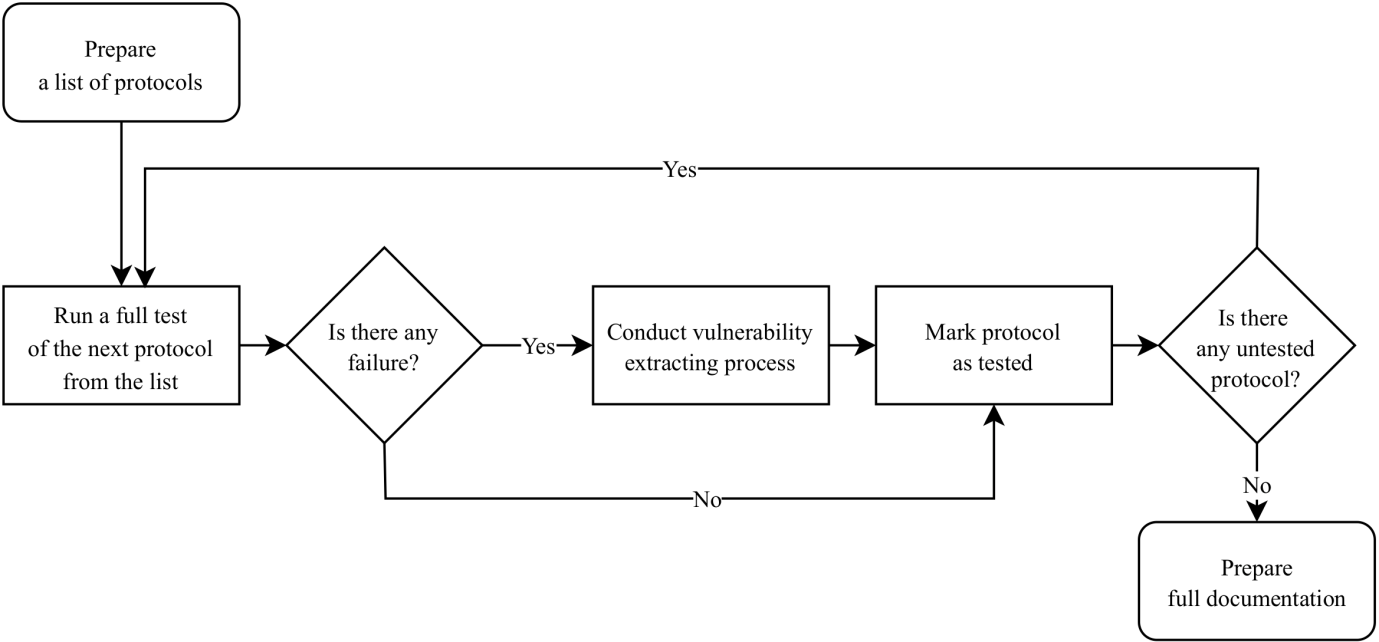 Prepare
a list of protocols
Yes
Run a full test
of the next protocol
from the list
Is there any
failure?
Yes
Conduct vulnerability
extracting process
Mark protocol
as tested
Is there
any untested
protocol?
No
No
Prepare
full documentation